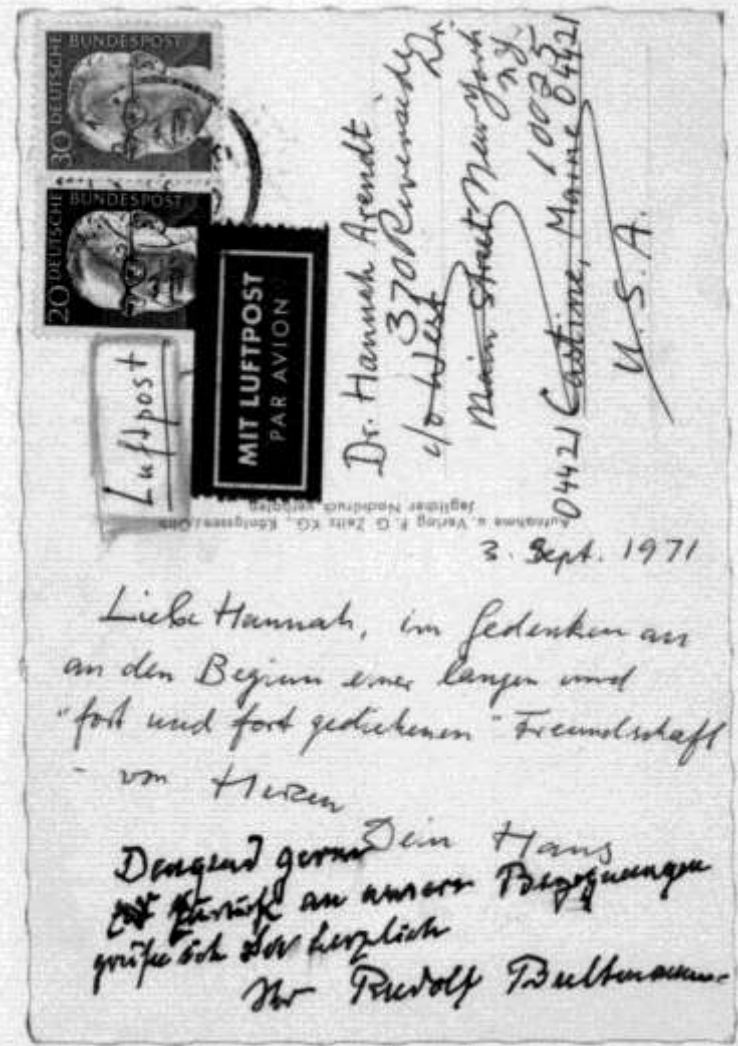 30 DEUTSCHE BUNDESPOST
20 DEUTSCHE BUNDESPOST
Luftpost
MIT LUFTPOST
PAR AVION
Dr. Hannah Arendt
370 Riverside Dr.
c/o West
Main Street New York
N.Y.
10025
04421 Castine, Maine 04421
U.S.A.
Aufnahme u. Verlag F. G. Zeitz KG., Königssee/Obb.
Jeglicher Nachdruck verboten
3. Sept. 1971
Liebe Hannah, im Gedenken an
an den Beginn einer langen und
"fort und fort gediehenen" Freundschaft
- von Herzen
Dein Hans
gerne
zurück an unsere Begegnungen
grüße ich Sie herzlich
Ihr Rudolf Bultmann.